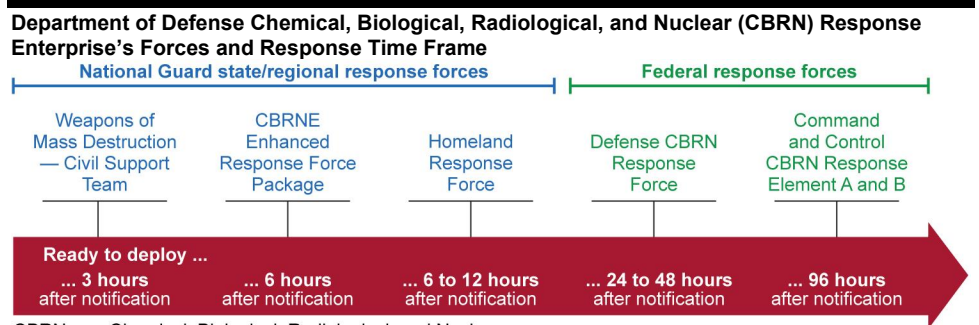 Department of Defense Chemical, Biological, Radiological, and Nuclear (CBRN) Response
Enterprise's Forces and Response Time Frame
National Guard state/regional response forces
Federal response forces
Weapons of
Mass Destruction
— Civil Support
Team
CBRNE
Enhanced
Response Force
Package
Homeland
Response
Force
Defense CBRN
Response
Force
Command
and Control
CBRN Response
Element A and B
Ready to deploy ...
... 3 hours
after notification
... 6 hours
after notification
... 6 to 12 hours
after notification
... 24 to 48 hours
after notification
... 96 hours
after notification